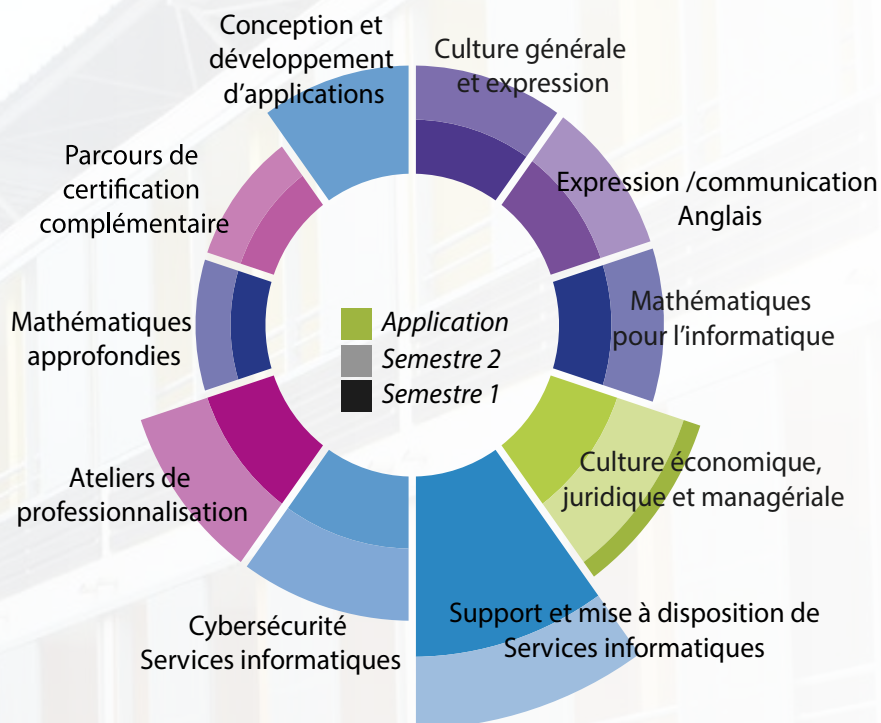 Conception et
développement
d'applications
Culture générale
et expression
Parcours de
certification
complémentaire
Expression /communication
Anglais
Mathématiques
approfondies
Application
Semestre 2
Semestre 1
Mathématiques
pour l'informatique
Ateliers de
professionnalisation
Culture économique,
juridique et managériale
Cybersécurité
Services informatiques
Support et mise à disposition de
Services informatiques